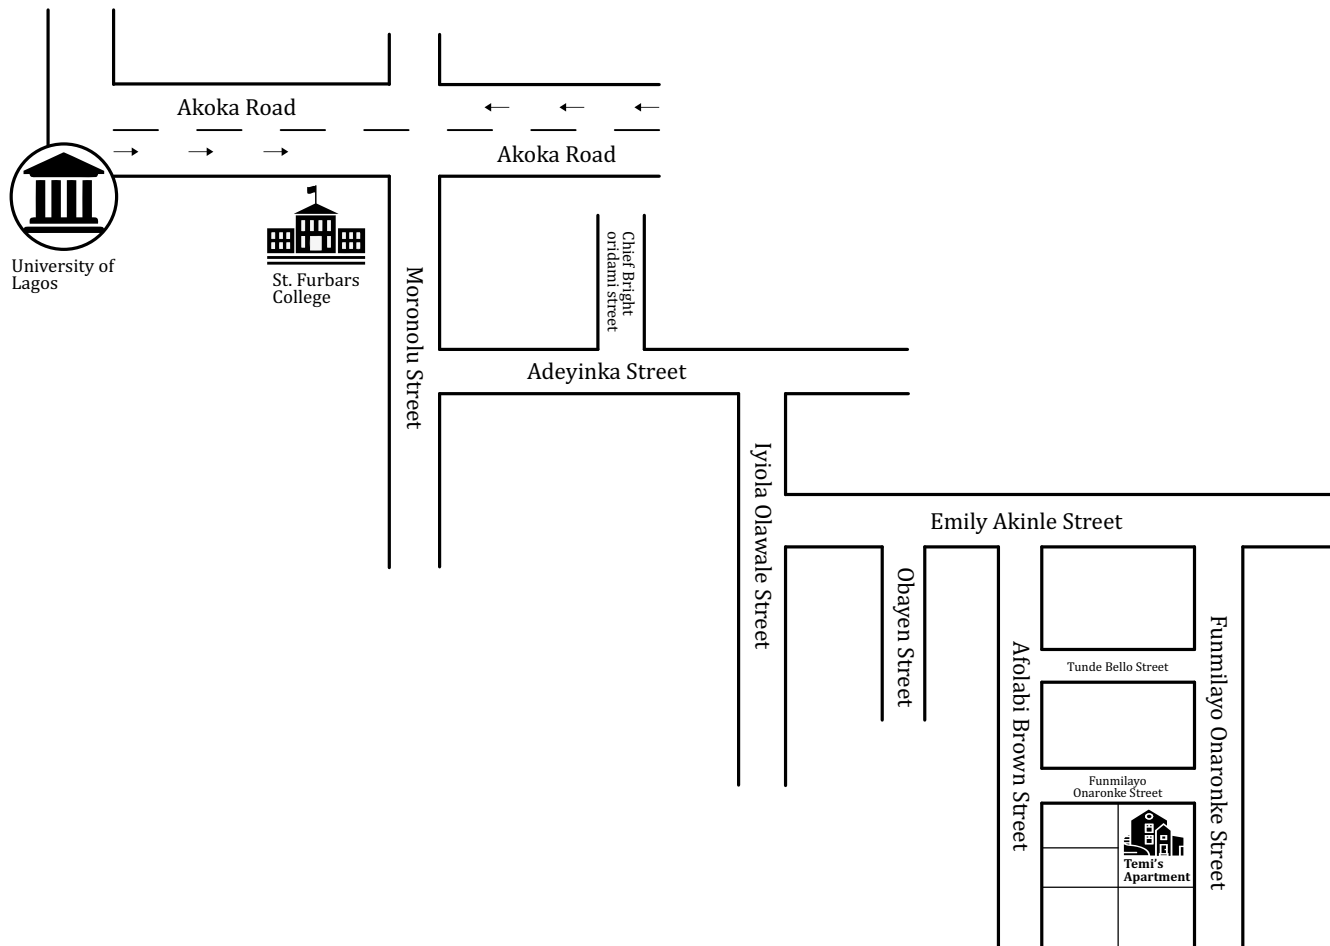 Akoka Road
Akoka Road
University of
Lagos
St. Furbars
College
Moronolu Street
Chief Bright
oridami street
Adeyinka Street
Iyiola Olawale Street
Emily Akinle Street
Obayen Street
Afolabi Brown Street
Tunde Bello Street
Funmilayo Onaronke Street
Funmilayo
Onaronke Street
Temi's
Apartment